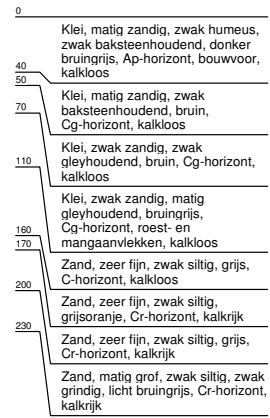 0
Klei, matig zandig, zwak humeus,
zwak baksteenhoudend, donker
bruingrijs, Ap-horizont, bouwvoor,
kalkloos
40
Klei, matig zandig, zwak
baksteenhoudend, bruin,
Cg-horizont, kalkloos
50
Klei, zwak zandig, zwak
gleyhoudend, bruin, Cg-horizont,
kalkloos
70
Klei, zwak zandig, matig
gleyhoudend, bruingrijs,
Cg-horizont, roest- en
mangaanvlekken, kalkloos
110
Zand, zeer fijn, zwak siltig, grijs,
C-horizont, kalkloos
160
Zand, zeer fijn, zwak siltig,
grijsoranje, Cr-horizont, kalkrijk
170
Zand, zeer fijn, zwak siltig, grijs,
Cr-horizont, kalkrijk
200
Zand, matig grof, zwak siltig, zwak
grindig, licht bruingrijs, Cr-horizont,
kalkrijk
230